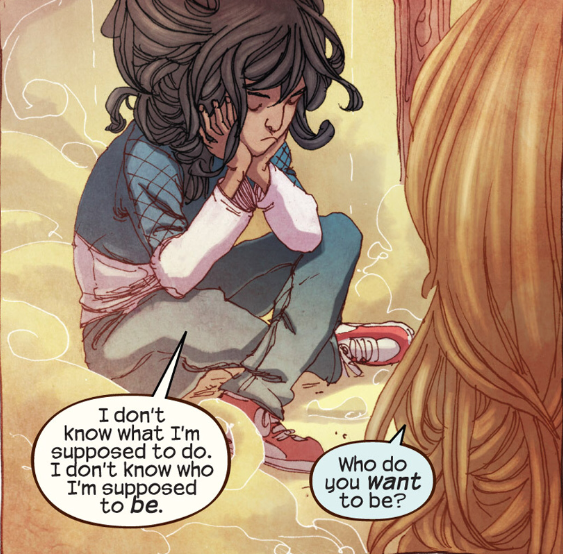 I don't
know what I'm
supposed to do.
I don't know who
I'm supposed
to be.
Who do
you want
to be?